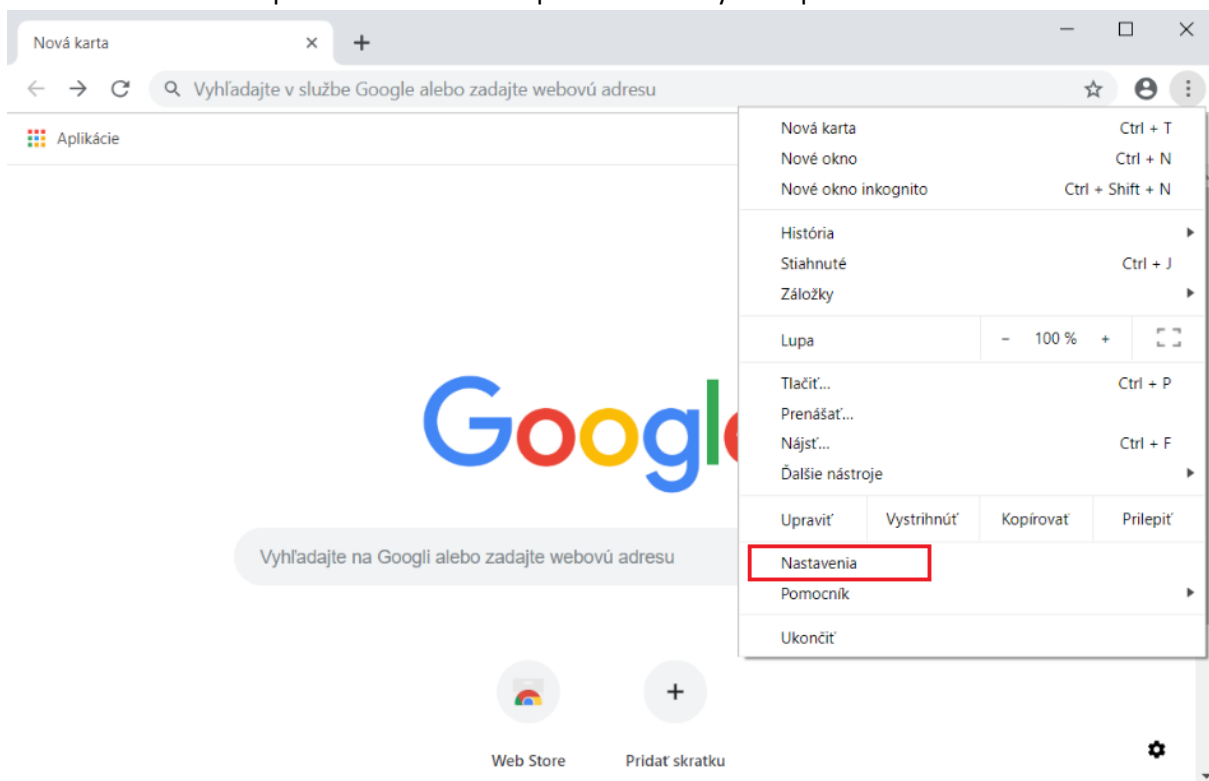 Nová karta
Vyhľadajte v službe Google alebo zadajte webovú adresu
Aplikácie
Nová karta Ctrl + T
Nové okno Ctrl + N
Nové okno inkognito Ctrl + Shift + N
História
Stiahnuté Ctrl + J
Záložky
Lupa - 100 % +
Tlačiť... Ctrl + P
Prenášať...
Nájsť... Ctrl + F
Ďalšie nástroje
Upraviť Vystrihnúť Kopírovať Prilepiť
Nastavenia
Pomocník
Ukončiť
Google
Vyhľadajte na Googli alebo zadajte webovú adresu
Web Store Pridať skratku